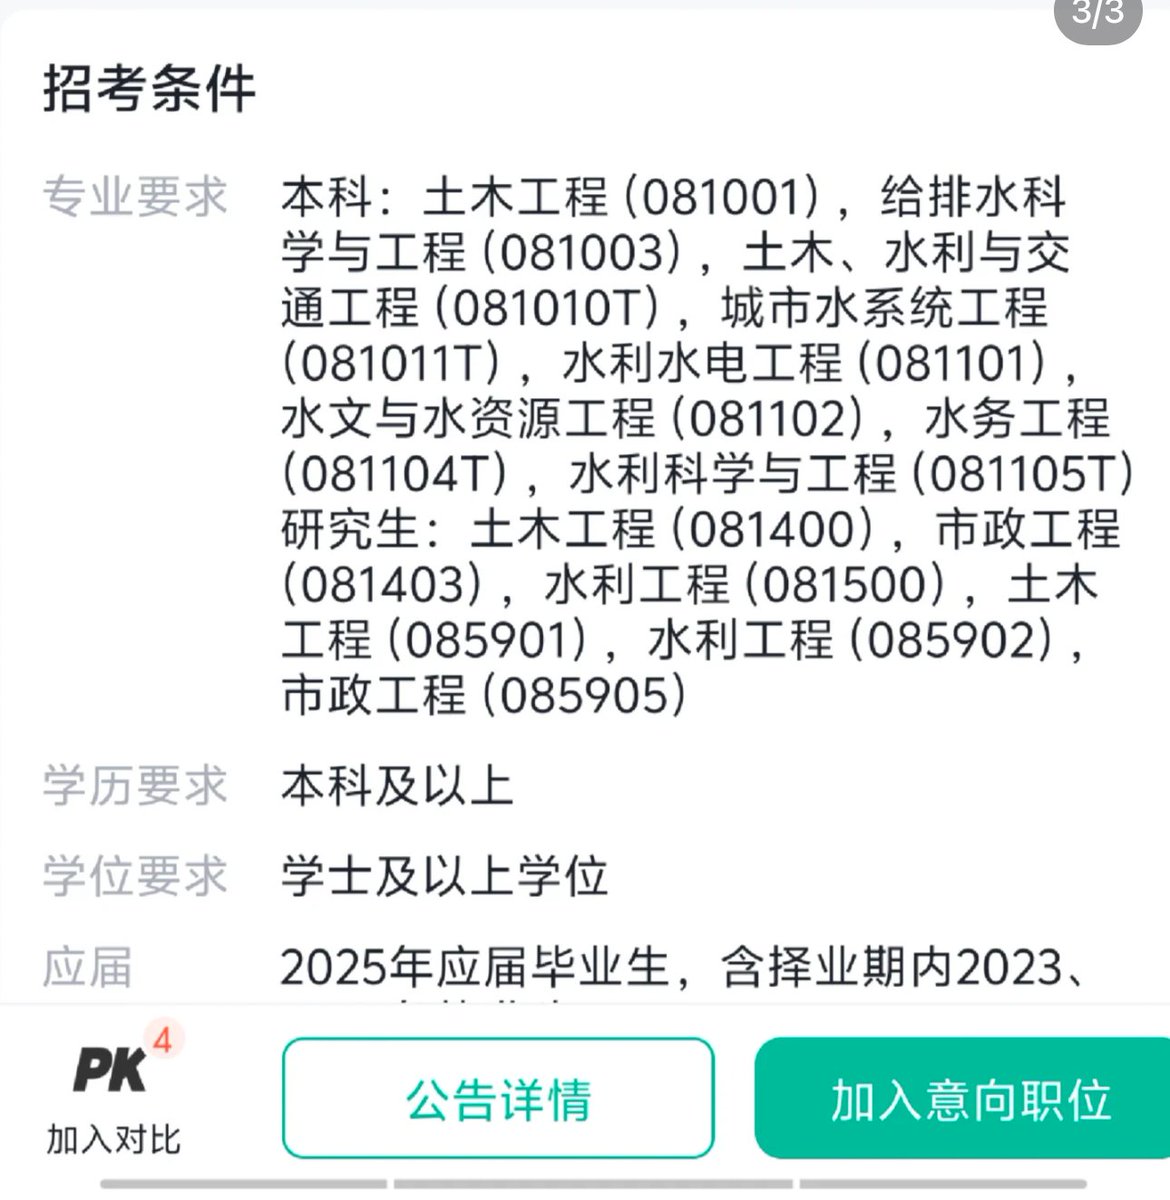 3/3
招考条件
专业要求
本科：土木工程(081001)，给排水科
学与工程(081003)，土木、水利与交
通工程(081010T)，城市水系统工程
(081011T)，水利水电工程(081101)，
水文与水资源工程(081102)，水务工程
(081104T)，水利科学与工程(081105T)
研究生：土木工程(081400)，市政工程
(081403)，水利工程(081500)，土木
工程(085901)，水利工程(085902)，
市政工程(085905)
学历要求
本科及以上
学位要求
学士及以上学位
应届
2025年应届毕业生，含择业期内2023、
PK
4
加入对比
公告详情
加入意向职位